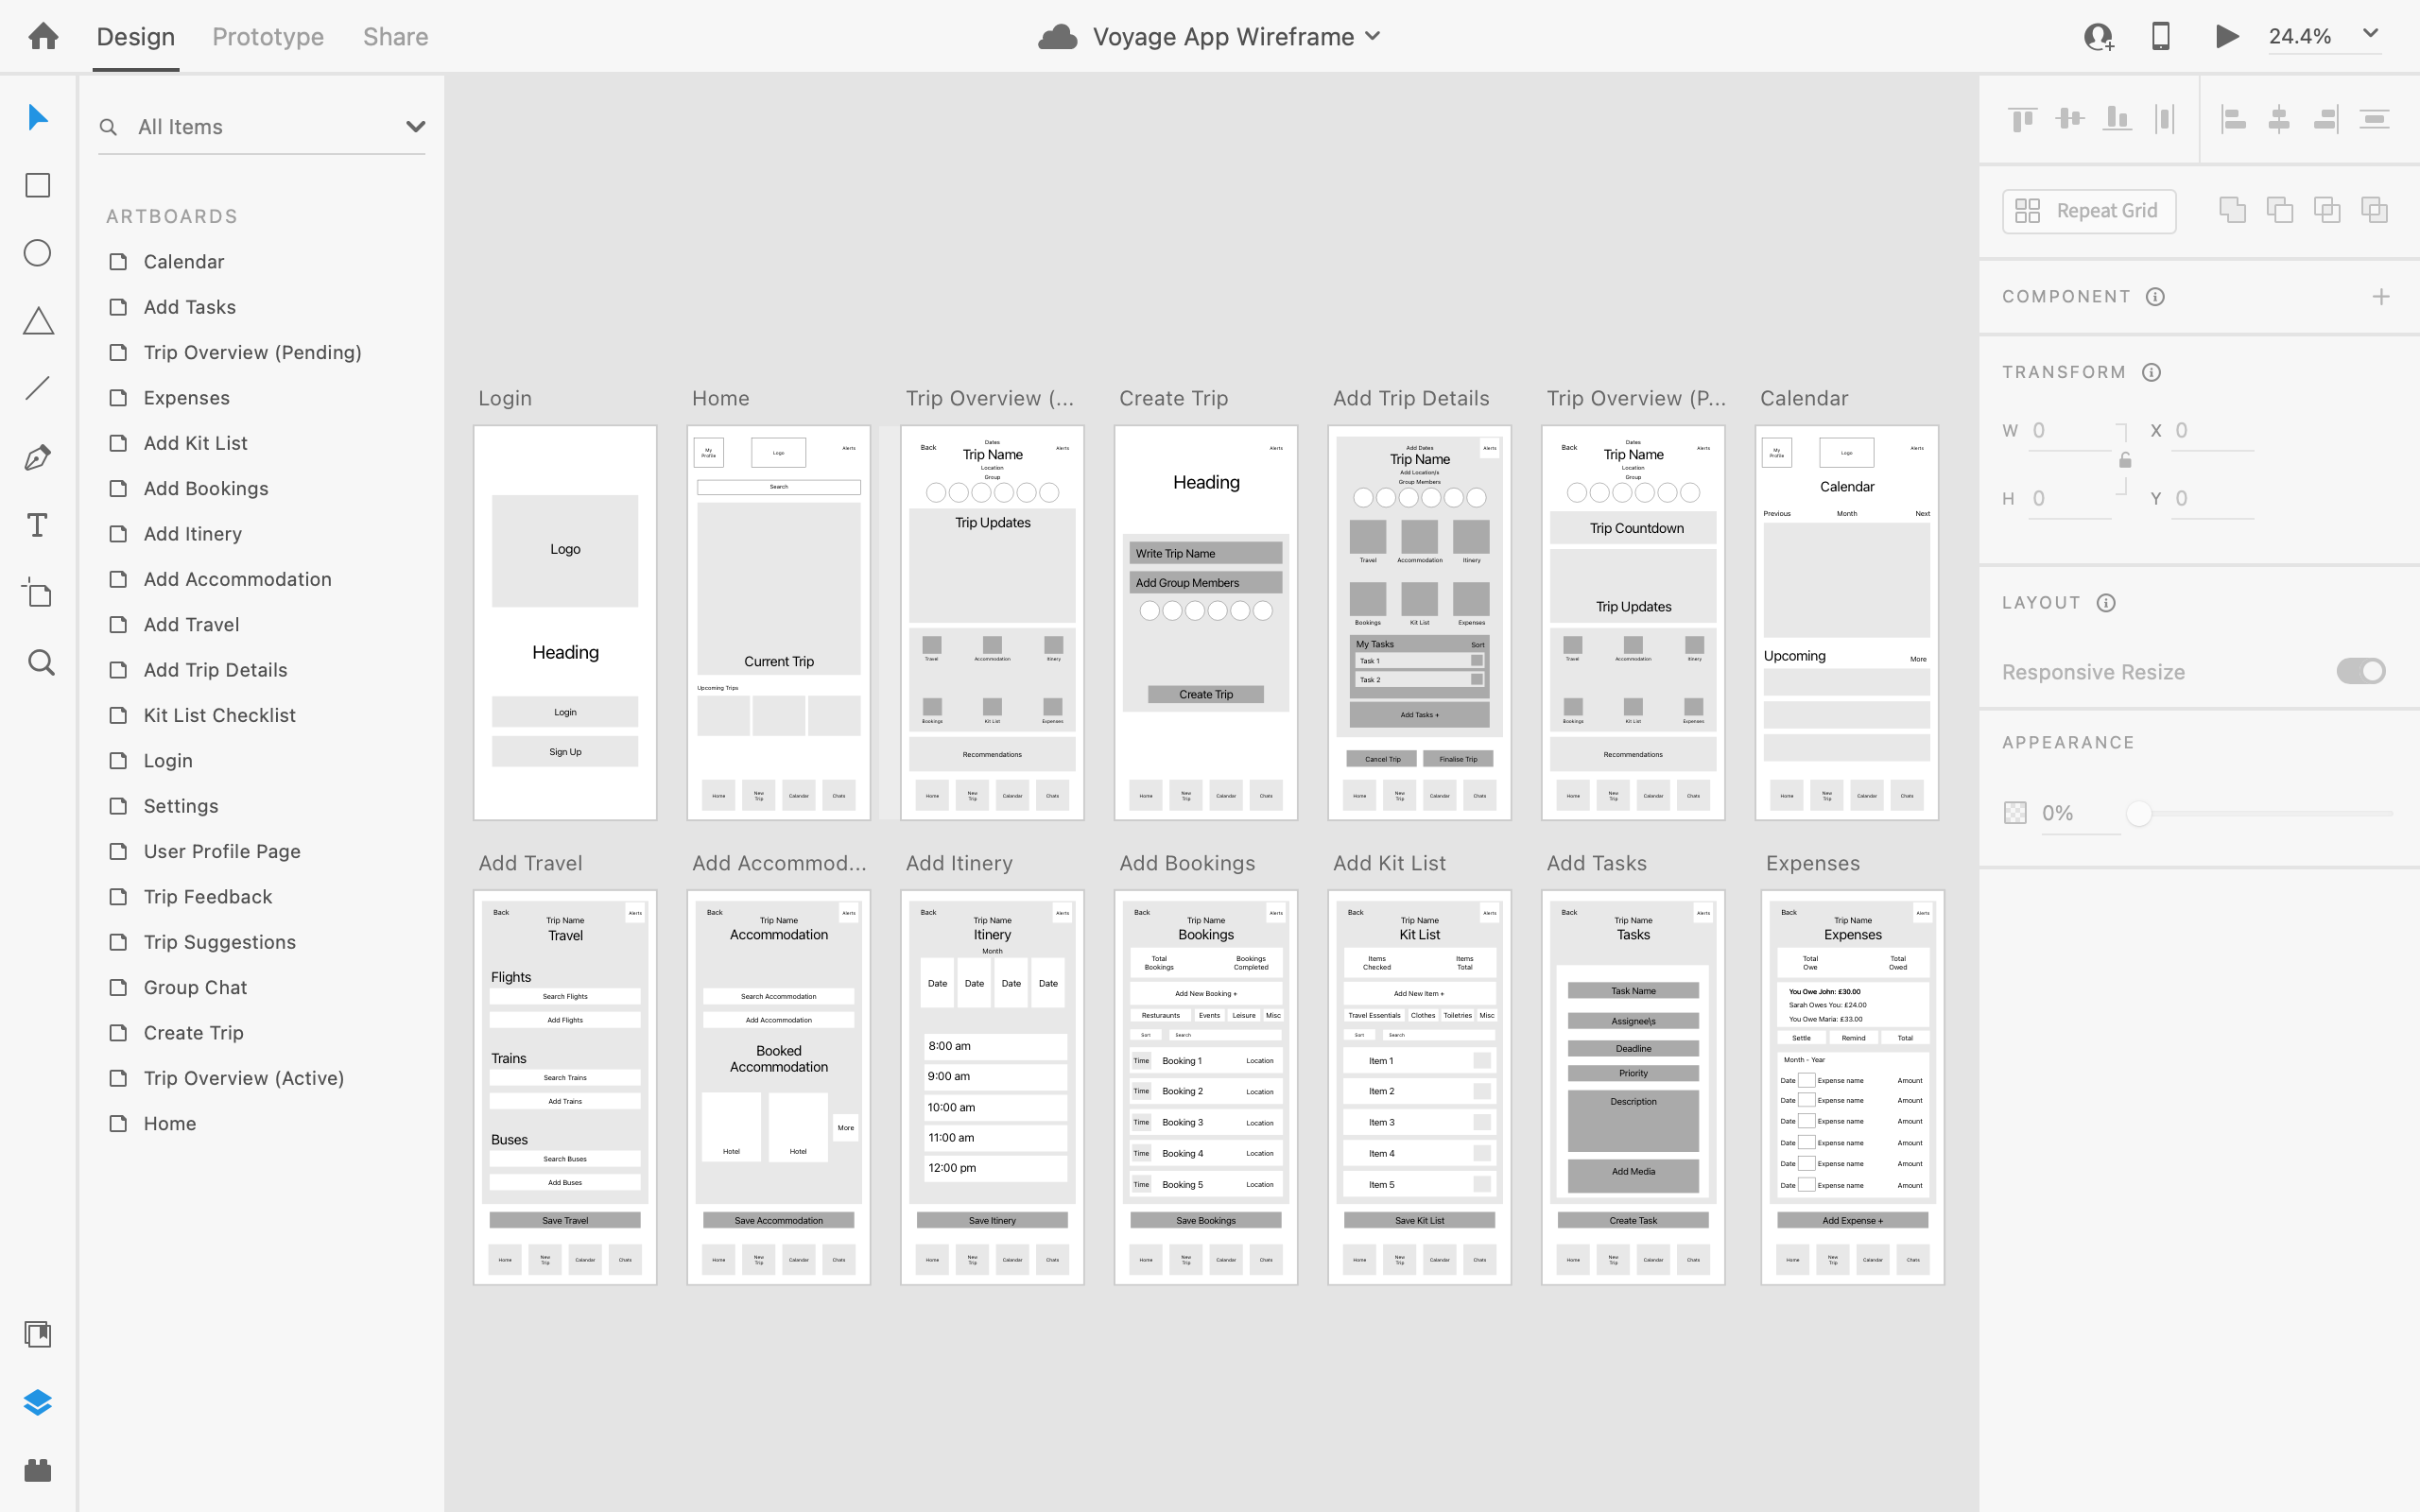 Design Prototype Share
Voyage App Wireframe
24.4%
All Items
ARTBOARDS
Calendar
Add Tasks
Trip Overview (Pending)
Expenses
Add Kit List
Add Bookings
Add Itinery
Add Accommodation
Add Travel
Add Trip Details
Kit List Checklist
Login
Settings
User Profile Page
Trip Feedback
Trip Suggestions
Group Chat
Create Trip
Trip Overview (Active)
Home
Login
Logo
Heading
Login
Sign Up
Home
My
Profile
Logo
Alerts
Search
Current Trip
Upcoming Trips
Home New Trip Calendar Chats
Trip Overview (...
Back Dates Alerts
Trip Name
Location
Group
Trip Updates
Travel Accommodation Itinery
Bookings Kit List Expenses
Recommendations
Home New Trip Calendar Chats
Create Trip
Alerts
Heading
Write Trip Name
Add Group Members
Create Trip
Home New Trip Calendar Chats
Add Trip Details
Add Dates Alerts
Trip Name
Add Location/s
Group Members
Travel Accommodation Itinery
Bookings Kit List Expenses
My Tasks Sort
Task 1
Task 2
Add Tasks +
Cancel Trip Finalise Trip
Home New Trip Calendar Chats
Trip Overview (P...
Back Dates Alerts
Trip Name
Location
Group
Trip Countdown
Trip Updates
Travel Accommodation Itinery
Bookings Kit List Expenses
Recommendations
Home New Trip Calendar Chats
Calendar
My
Profile
Logo
Alerts
Calendar
Previous Month Next
Upcoming More
Home New Trip Calendar Chats
Add Travel
Back Alerts
Trip Name
Travel
Flights
Search Flights
Add Flights
Trains
Search Trains
Add Trains
Buses
Search Buses
Add Buses
Save Travel
Home New Trip Calendar Chats
Add Accommod...
Back Alerts
Trip Name
Accommodation
Search Accommodation
Add Accommodation
Booked
Accommodation
More
Hotel Hotel
Save Accommodation
Home New Trip Calendar Chats
Add Itinery
Back Alerts
Trip Name
Itinery
Month
Date Date Date Date
8:00 am
9:00 am
10:00 am
11:00 am
12:00 pm
Save Itinery
Home New Trip Calendar Chats
Add Bookings
Back Alerts
Trip Name
Bookings
Total Bookings
Bookings Completed
Add New Booking +
Resturaunts Events Leisure Misc
Sort Search
Time Booking 1 Location
Time Booking 2 Location
Time Booking 3 Location
Time Booking 4 Location
Time Booking 5 Location
Save Bookings
Home New Trip Calendar Chats
Add Kit List
Back Alerts
Trip Name
Kit List
Items Checked
Items Total
Add New Item +
Travel Essentials Clothes Toiletries Misc
Sort Search
Item 1
Item 2
Item 3
Item 4
Item 5
Save Kit List
Home New Trip Calendar Chats
Add Tasks
Back Alerts
Trip Name
Tasks
Task Name
Assignee\s
Deadline
Priority
Description
Add Media
Create Task
Home New Trip Calendar Chats
Expenses
Back Alerts
Trip Name
Expenses
Total Owe
Total Owed
You Owe John: £30.00
Sarah Owes You: £24.00
You Owe Maria: £33.00
Settle Remind Total
Month - Year
Date Expense name Amount
Date Expense name Amount
Date Expense name Amount
Date Expense name Amount
Date Expense name Amount
Date Expense name Amount
Add Expense +
Home New Trip Calendar Chats
Repeat Grid
COMPONENT
TRANSFORM
W 0 X 0
H 0 Y 0
LAYOUT
Responsive Resize
APPEARANCE
0%